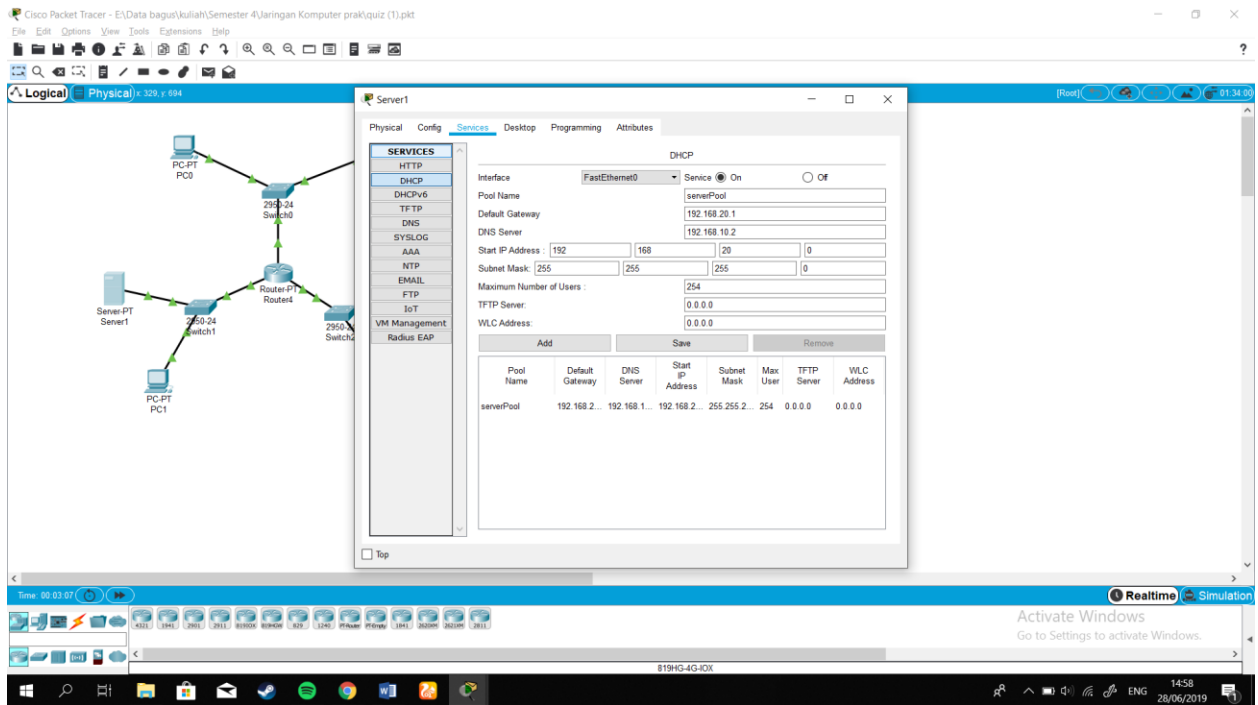 Cisco Packet Tracer - E:\Data bagus\kuliah\Semester 4\Jaringan Komputer prak\quiz (1).pkt
File Edit Options View Tools Extensions Help
?
Logical Physical x: 329, y: 694
[Root] 01:34:00
PC-PT
PC0
2950-24
Switch0
Router-PT
Router4
Server-PT
Server1
2950-24
Switch1
2950-2
Switch2
PC-PT
PC1
Server1
Physical Config Services Desktop Programming Attributes
SERVICES
HTTP
DHCP
DHCPv6
TFTP
DNS
SYSLOG
AAA
NTP
EMAIL
FTP
IoT
VM Management
Radius EAP
DHCP
Interface FastEthernet0 Service On Off
Pool Name serverPool
Default Gateway 192.168.20.1
DNS Server 192.168.10.2
Start IP Address : 192 168 20 0
Subnet Mask: 255 255 255 0
Maximum Number of Users : 254
TFTP Server: 0.0.0.0
WLC Address: 0.0.0.0
Add Save Remove
Pool Name Default Gateway DNS Server Start IP Address Subnet Mask Max User TFTP Server WLC Address
serverPool 192.168.2... 192.168.1... 192.168.2... 255.255.2... 254 0.0.0.0 0.0.0.0
Top
Time: 00:03:07
Realtime Simulation
4321 1941 2901 2911 819IOX 819HGW 829 1240 PT-Router PT-Empty 1841 2620XM 2621XM 2811
819HG-4G-IOX
Activate Windows
Go to Settings to activate Windows.
ENG
14:58
28/06/2019